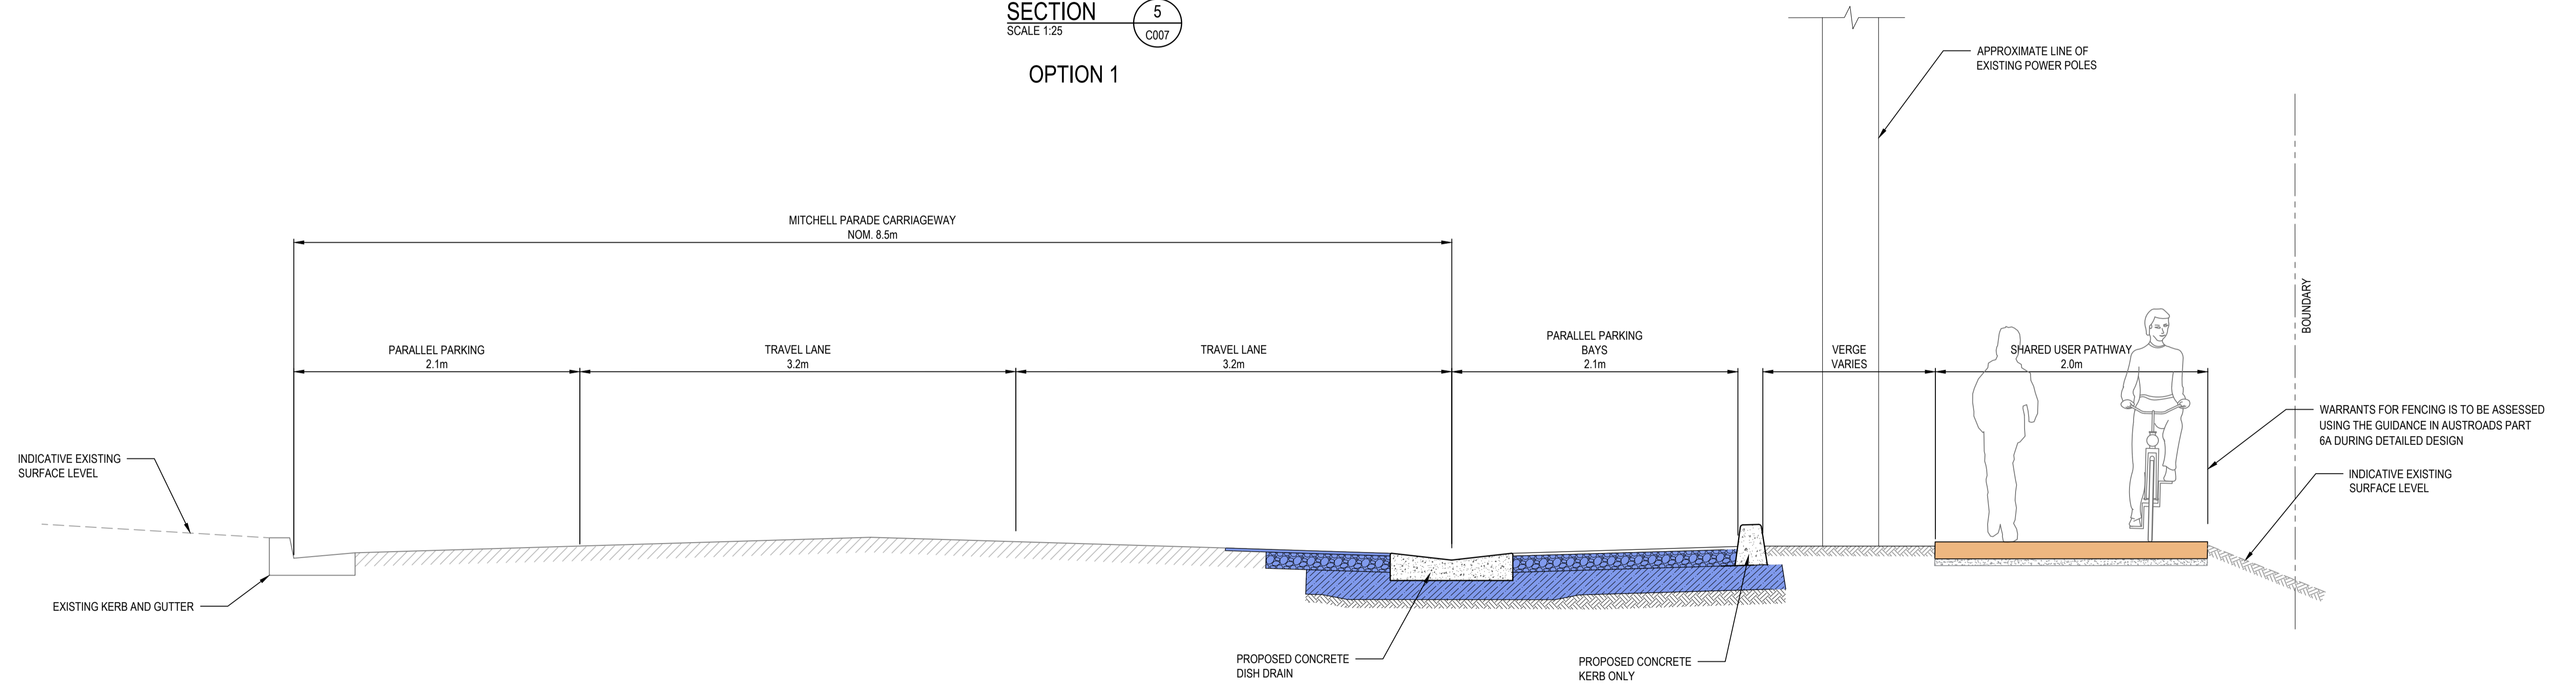 SECTION
SCALE 1:25
5
C007
OPTION 1
APPROXIMATE LINE OF
EXISTING POWER POLES
MITCHELL PARADE CARRIAGEWAY
NOM. 8.5m
BOUNDARY
PARALLEL PARKING
2.1m
TRAVEL LANE
3.2m
TRAVEL LANE
3.2m
PARALLEL PARKING
BAYS
2.1m
VERGE
VARIES
SHARED USER PATHWAY
2.0m
WARRANTS FOR FENCING IS TO BE ASSESSED
USING THE GUIDANCE IN AUSTROADS PART
6A DURING DETAILED DESIGN
INDICATIVE EXISTING
SURFACE LEVEL
INDICATIVE EXISTING
SURFACE LEVEL
EXISTING KERB AND GUTTER
PROPOSED CONCRETE
DISH DRAIN
PROPOSED CONCRETE
KERB ONLY